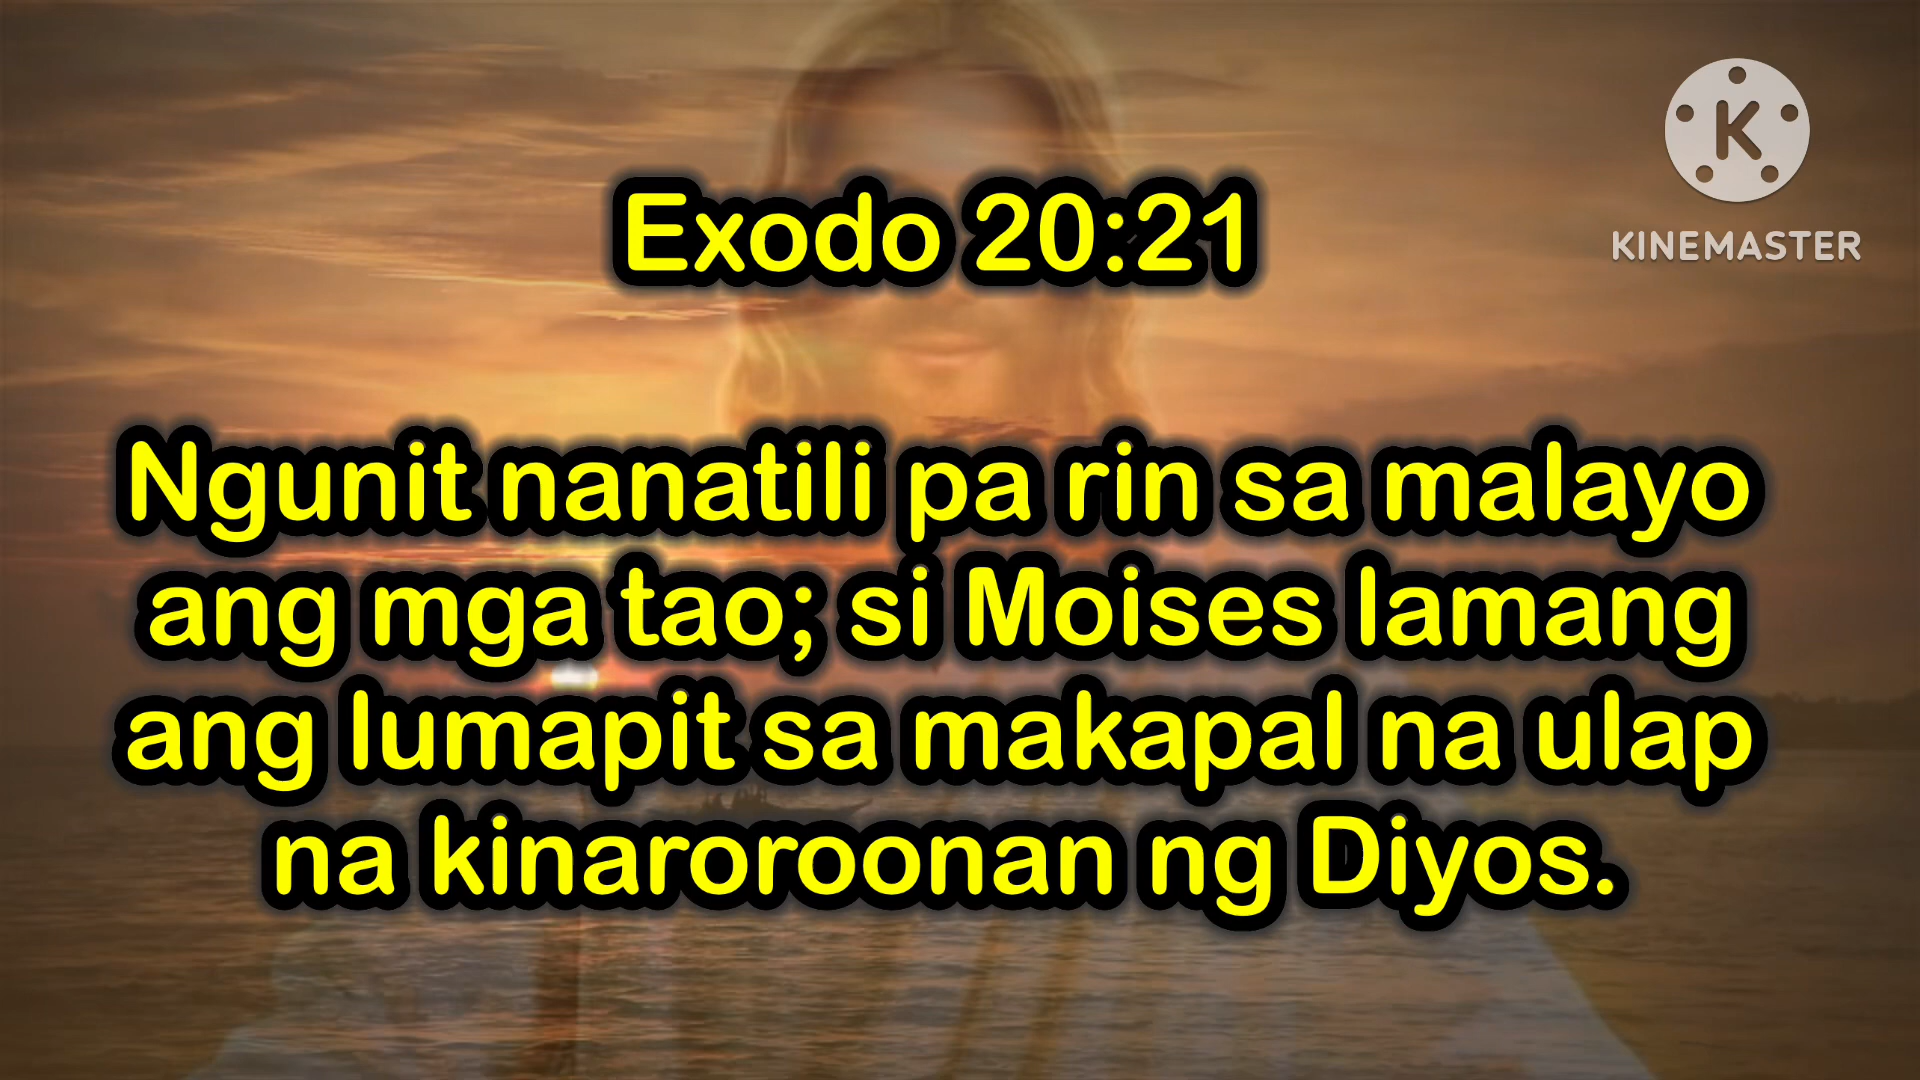 Exodo 20:21
K
KINEMASTER
Ngunit nanatili pa rin sa malayo
ang mga tao; si Moises lamang
ang lumapit sa makapal na ulap
na kinaroroonan ng Diyos.